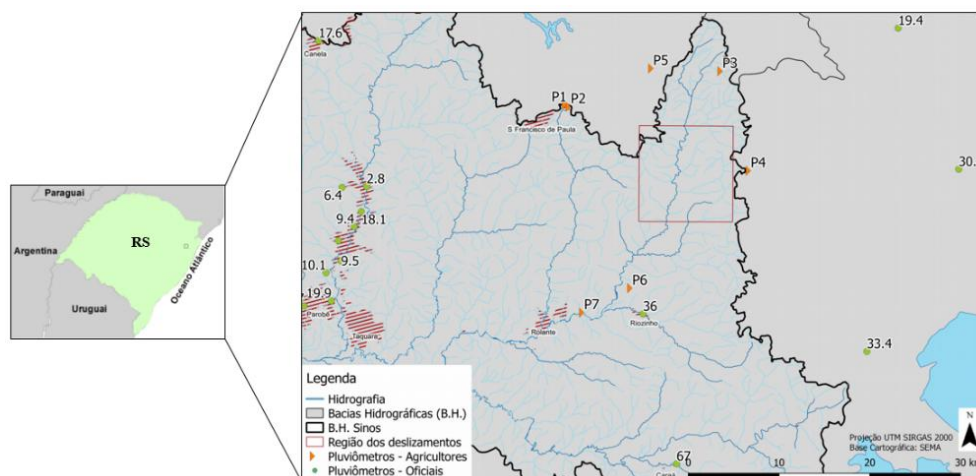 Paraguai
Argentina
RS
Uruguai
Oceano Atlântico
17.6
Canela
19.4
P5
P3
P1
P2
S Francisco de Paula
P4
30.
6.4
2.8
9.4
18.1
9.5
10.1
19.9
Parobé
Taquara
P6
P7
36
Rolante
Riozinho
33.4
67
Legenda
Hidrografia
Bacias Hidrográficas (B.H.)
B.H. Sinos
Região dos deslizamentos
Pluviômetros - Agricultores
Pluviômetros - Oficiais
Projeção UTM SIRGAS 2000
Base Cartográfica: SEMA
N
10
20
30 km